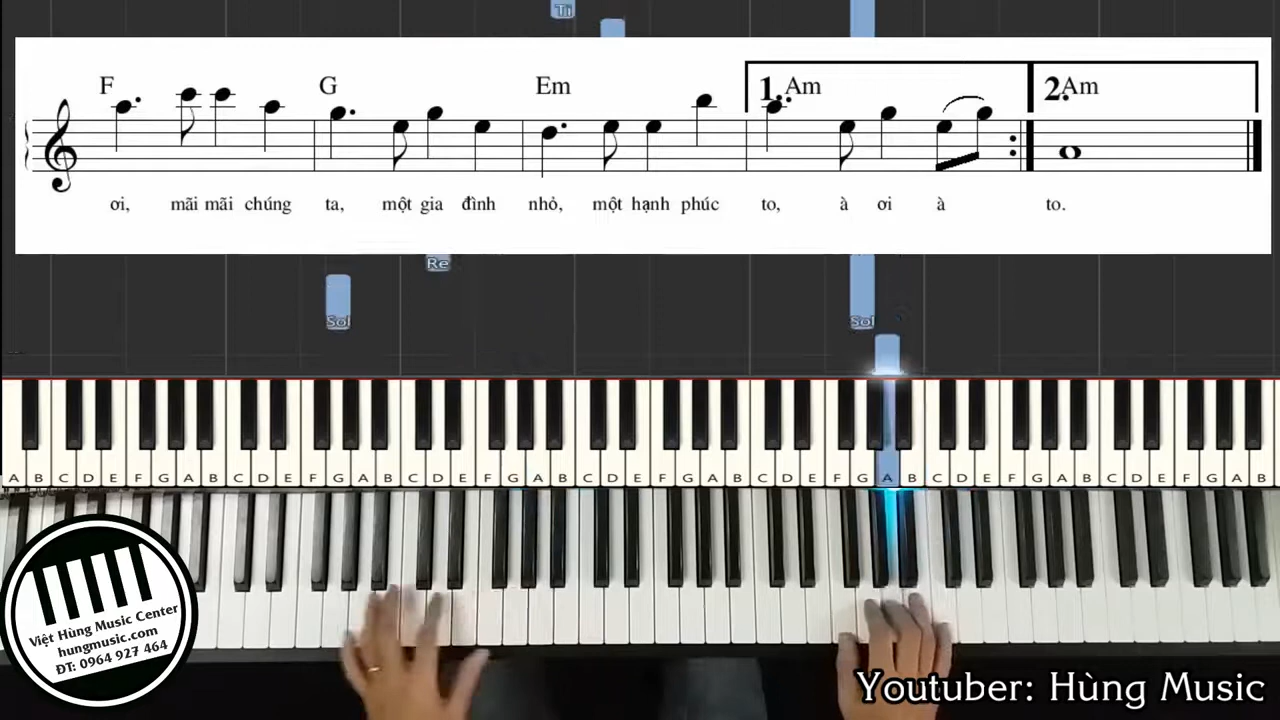 Ti
F G Em 1. Am 2. Am
ơi, mãi mãi chúng ta, một gia đình nhỏ, một hạnh phúc to, à ơi à to.
Re
Sol Sol
A B C D E F G A B C D E F G A B C D E F G A B C D E F G A B C D E F G A B C D E F G A B C D E F G A B
Việt Hùng Music Center
hungmusic.com
ĐT: 0964 927 464
Youtuber: Hùng Music